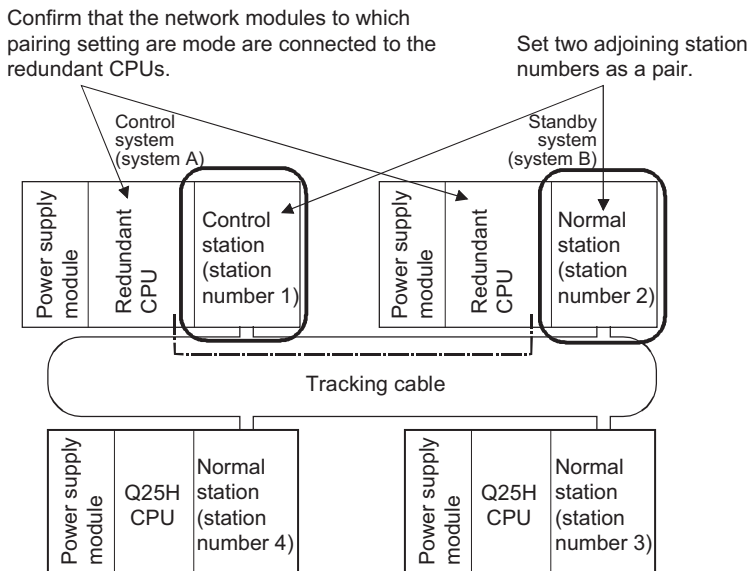 Confirm that the network modules to which
pairing setting are mode are connected to the
redundant CPUs.
Set two adjoining station
numbers as a pair.
Control
system
(system A)
Standby
system
(system B)
Power supply
module
Redundant
CPU
Control
station
(station
number 1)
Power supply
module
Redundant
CPU
Normal
station
(station
number 2)
Tracking cable
Power supply
module
Q25H
CPU
Normal
station
(station
number 4)
Power supply
module
Q25H
CPU
Normal
station
(station
number 3)